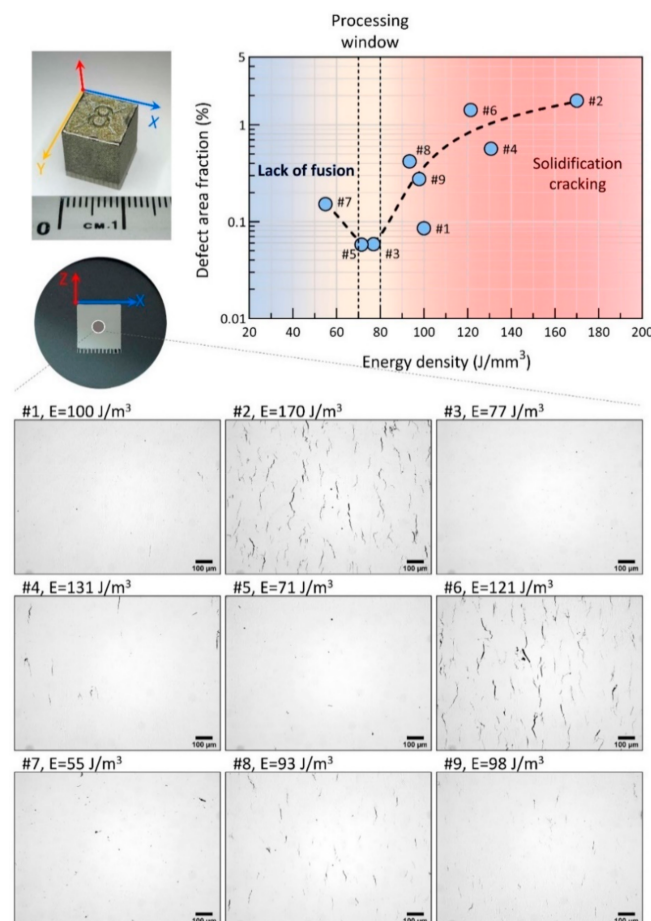 Processing
window
5
1
0.1
0.01
Defect area fraction (%)
Lack of fusion
Solidification
cracking
#7
#5
#3
#8
#9
#1
#6
#4
#2
20 40 60 80 100 120 140 160 180 200
Energy density (J/mm³)
X
Y
8
0 CM.1
Z
X
#1, E=100 J/m³
#2, E=170 J/m³
#3, E=77 J/m³
100 µm
100 µm
100 µm
#4, E=131 J/m³
#5, E=71 J/m³
#6, E=121 J/m³
100 µm
100 µm
100 µm
#7, E=55 J/m³
#8, E=93 J/m³
#9, E=98 J/m³
100 µm
100 µm
100 µm